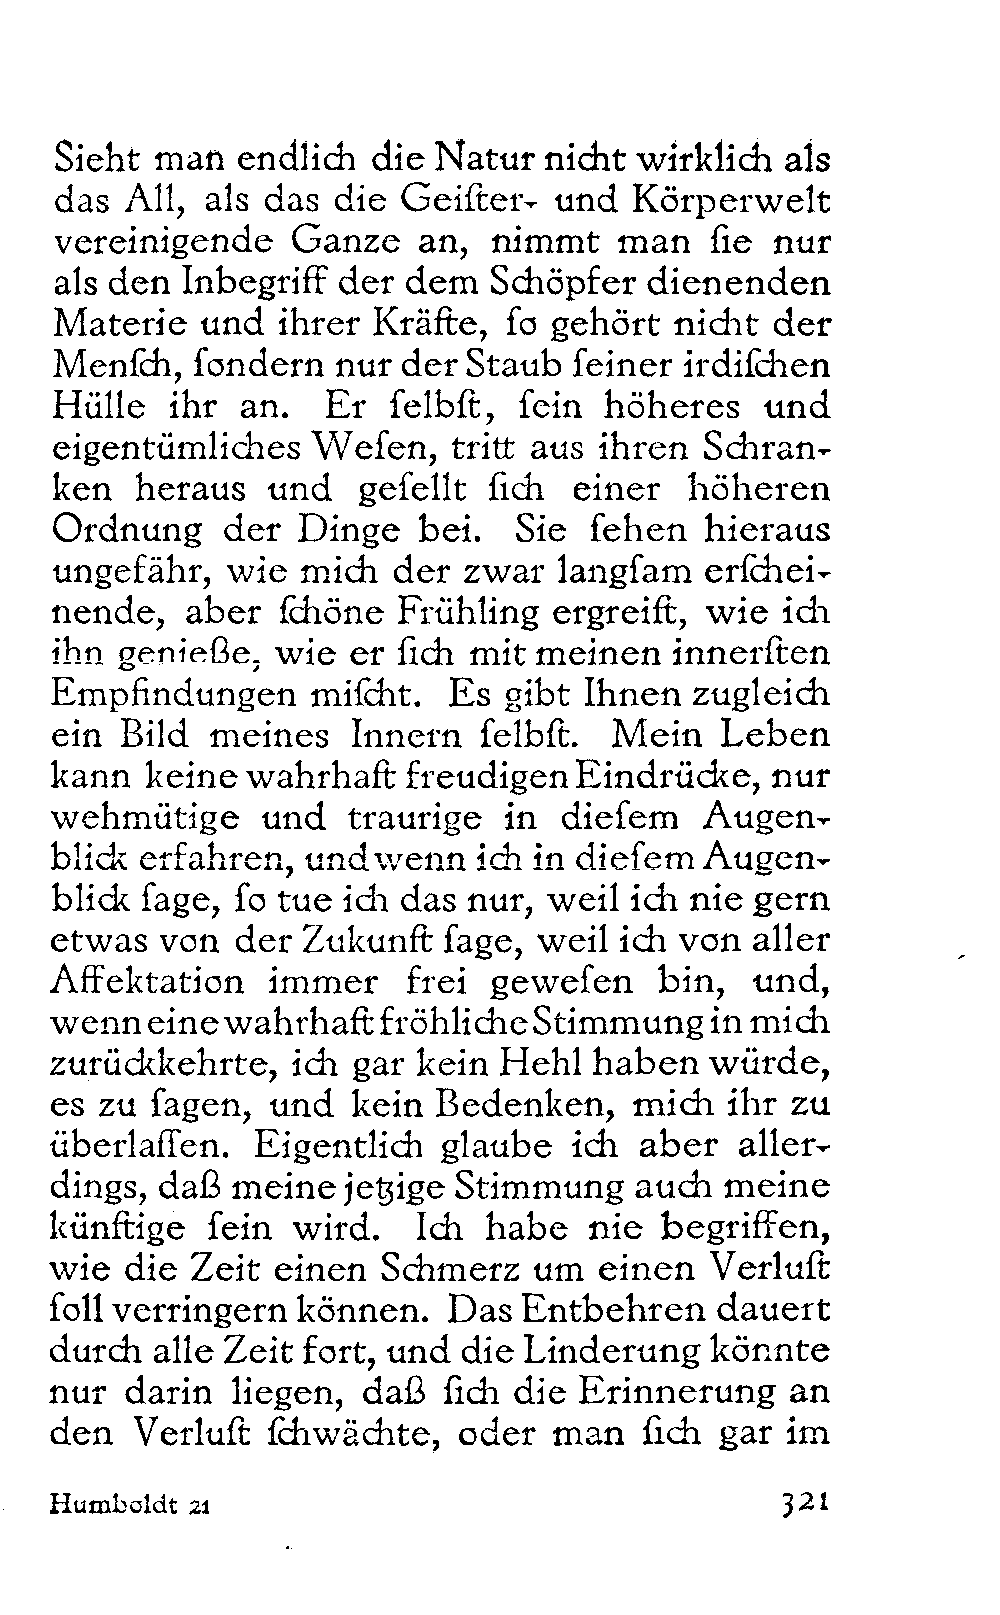 Sieht man endlich die Natur nicht wirklich als
das All, als das die Geiſter- und Körperwelt
vereinigende Ganze an, nimmt man ſie nur
als den Inbegriff der dem Schöpfer dienenden
Materie und ihrer Kräfte, ſo gehört nicht der
Menſch, ſondern nur der Staub ſeiner irdiſchen
Hülle ihr an. Er ſelbſt, ſein höheres und
eigentümliches Weſen, tritt aus ihren Schran-
ken heraus und geſellt ſich einer höheren
Ordnung der Dinge bei. Sie ſehen hieraus
ungefähr, wie mich der zwar langſam erſchei-
nende, aber ſchöne Frühling ergreift, wie ich
ihn genieße, wie er ſich mit meinen innerſten
Empfindungen miſcht. Es gibt Ihnen zugleich
ein Bild meines Innern ſelbſt. Mein Leben
kann keine wahrhaft freudigen Eindrücke, nur
wehmütige und traurige in dieſem Augen-
blick erfahren, und wenn ich in dieſem Augen-
blick ſage, ſo tue ich das nur, weil ich nie gern
etwas von der Zukunft ſage, weil ich von aller
Affektation immer frei geweſen bin, und,
wenn eine wahrhaft fröhliche Stimmung in mich
zurückkehrte, ich gar kein Hehl haben würde,
es zu ſagen, und kein Bedenken, mich ihr zu
überlaſſen. Eigentlich glaube ich aber aller-
dings, daß meine jetzige Stimmung auch meine
künftige ſein wird. Ich habe nie begriffen,
wie die Zeit einen Schmerz um einen Verluſt
ſoll verringern können. Das Entbehren dauert
durch alle Zeit fort, und die Linderung könnte
nur darin liegen, daß ſich die Erinnerung an
den Verluſt ſchwächte, oder man ſich gar im
Humboldt 21 321